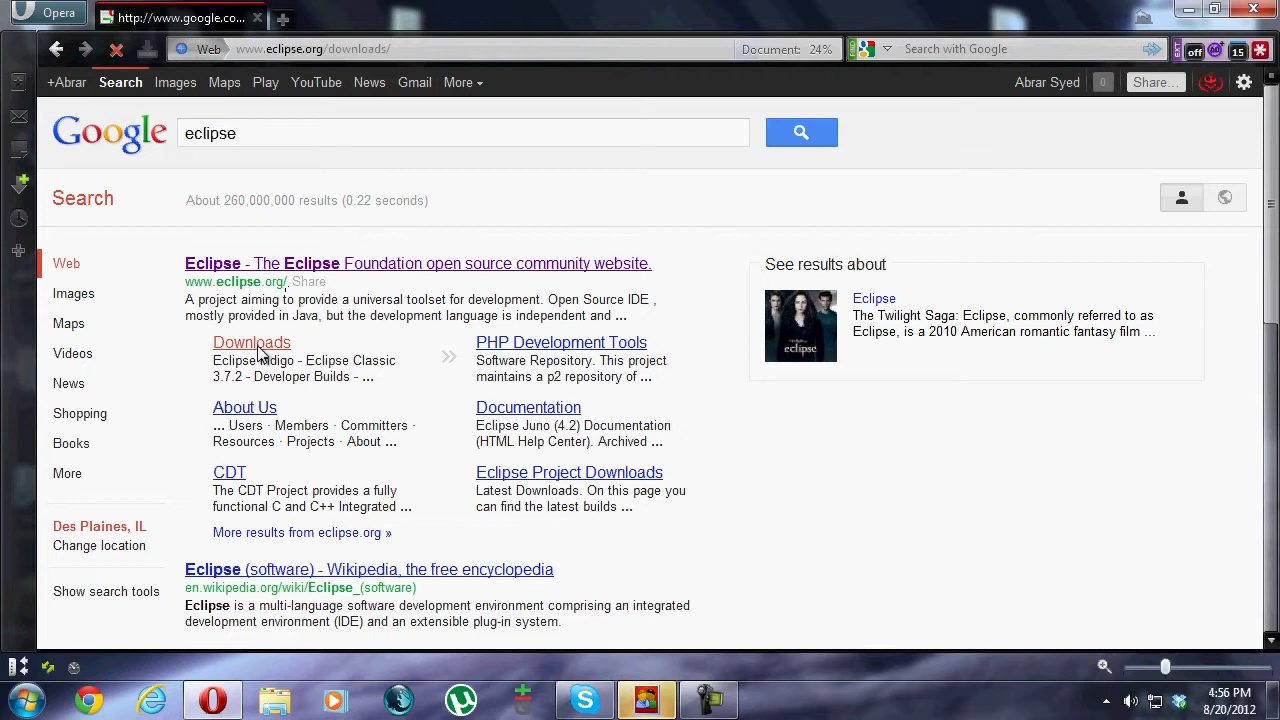 Opera
http://www.google.co...
Web
www.eclipse.org/downloads/
Document: 24%
Search with Google
off
15
+Abrar Search Images Maps Play YouTube News Gmail More
Abrar Syed 0 Share...
Google
eclipse
Search
About 260,000,000 results (0.22 seconds)
Web
Images
Maps
Videos
News
Shopping
Books
More
Des Plaines, IL
Change location
Show search tools
Eclipse - The Eclipse Foundation open source community website.
www.eclipse.org/ Share
A project aiming to provide a universal toolset for development. Open Source IDE ,
mostly provided in Java, but the development language is independent and ...
Downloads
Eclipse Indigo - Eclipse Classic
3.7.2 - Developer Builds - ...
PHP Development Tools
Software Repository. This project
maintains a p2 repository of ...
About Us
... Users · Members · Committers ·
Resources · Projects · About ...
Documentation
Eclipse Juno (4.2) Documentation
(HTML Help Center). Archived ...
CDT
The CDT Project provides a fully
functional C and C++ Integrated ...
Eclipse Project Downloads
Latest Downloads. On this page you
can find the latest builds ...
More results from eclipse.org »
Eclipse (software) - Wikipedia, the free encyclopedia
en.wikipedia.org/wiki/Eclipse_(software)
Eclipse is a multi-language software development environment comprising an integrated
development environment (IDE) and an extensible plug-in system.
See results about
eclipse
Eclipse
The Twilight Saga: Eclipse, commonly referred to as
Eclipse, is a 2010 American romantic fantasy film ...
4:56 PM
8/20/2012